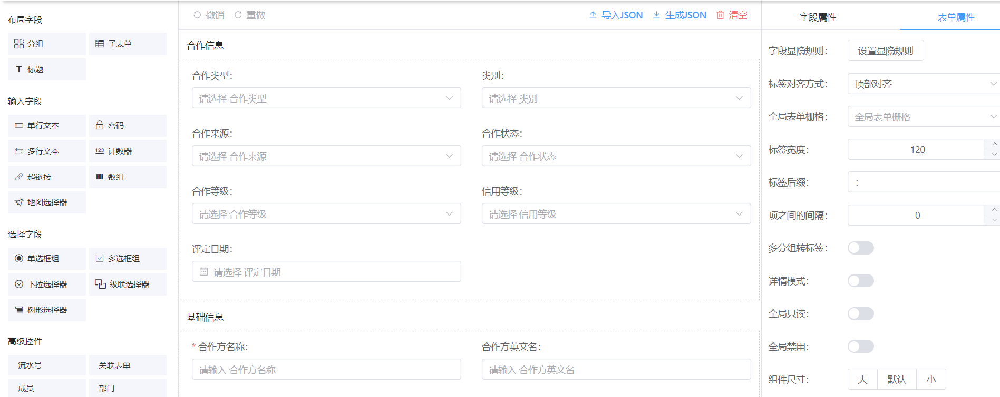 布局字段
分组
子表单
标题
输入字段
单行文本
密码
多行文本
123 计数器
超链接
数组
地图选择器
选择字段
单选框组
多选框组
下拉选择器
级联选择器
树形选择器
高级控件
流水号
关联表单
成员
部门
撤销
重做
导入JSON
生成JSON
清空
合作信息
合作类型:
类别:
请选择 合作类型
请选择 类别
合作来源:
合作状态:
请选择 合作来源
请选择 合作状态
合作等级:
信用等级:
请选择 合作等级
请选择 信用等级
评定日期:
请选择 评定日期
基础信息
* 合作方名称:
合作方英文名:
请输入 合作方名称
请输入 合作方英文名
字段属性
表单属性
字段显隐规则:
设置显隐规则
标签对齐方式:
顶部对齐
全局表单栅格:
全局表单栅格
标签宽度:
120
标签后缀:
:
项之间的间隔:
0
多分组转标签:
详情模式:
全局只读:
全局禁用:
组件尺寸:
大
默认
小